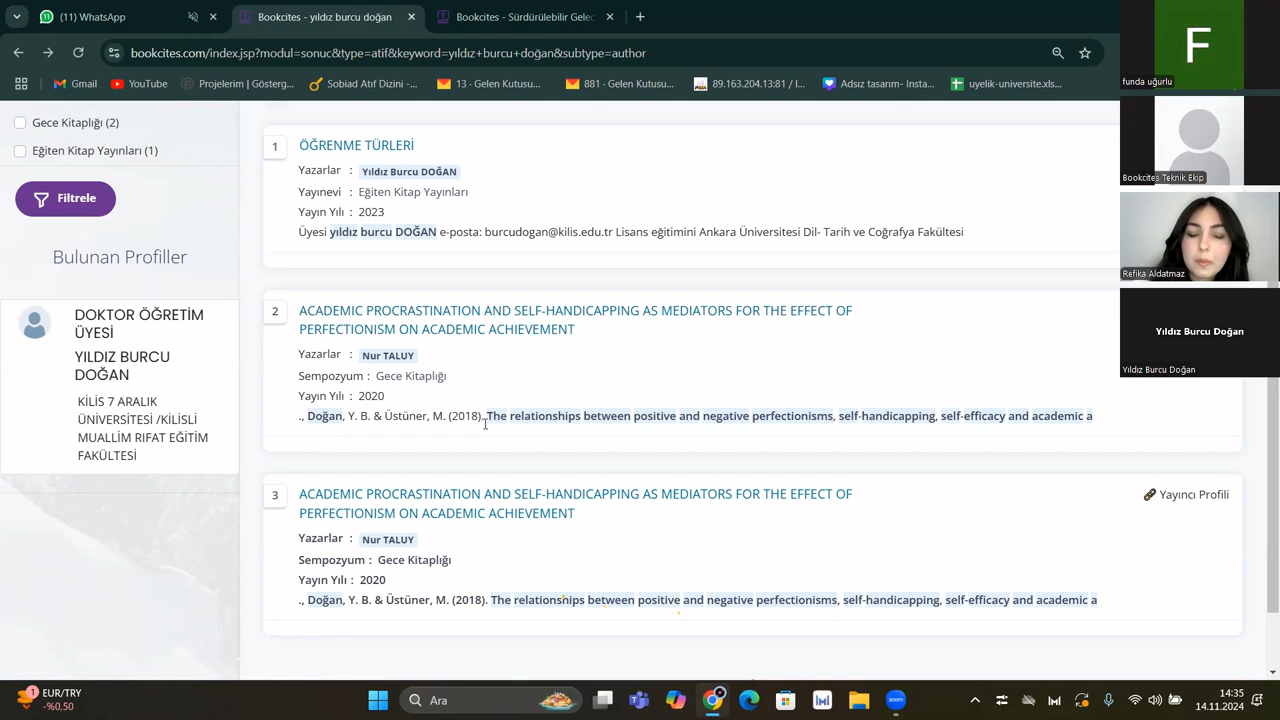 (11) WhatsApp
Bookcites - yıldız burcu doğan
Bookcites - Sürdürülebilir Gelec
bookcites.com/index.jsp?modul=sonuc&type=atif&keyword=yıldız+burcu+doğan&subtype=author
Gmail
YouTube
Projelerim | Gösterg...
Sobiad Atıf Dizini -...
13 - Gelen Kutusu...
881 - Gelen Kutusu...
89.163.204.13:81 / l...
Adsız tasarım- Insta...
uyelik-universite.xls...
Gece Kitaplığı (2)
Eğiten Kitap Yayınları (1)
Filtrele
Bulunan Profiller
DOKTOR ÖĞRETİM
ÜYESİ
YILDIZ BURCU
DOĞAN
KİLİS 7 ARALIK
ÜNİVERSİTESİ /KİLİSLİ
MUALLİM RIFAT EĞİTİM
FAKÜLTESİ
1
ÖĞRENME TÜRLERİ
Yazarlar : Yıldız Burcu DOĞAN
Yayınevi : Eğiten Kitap Yayınları
Yayın Yılı : 2023
Üyesi yıldız burcu DOĞAN e-posta: burcudogan@kilis.edu.tr Lisans eğitimini Ankara Üniversitesi Dil- Tarih ve Coğrafya Fakültesi
2
ACADEMIC PROCRASTINATION AND SELF-HANDICAPPING AS MEDIATORS FOR THE EFFECT OF
PERFECTIONISM ON ACADEMIC ACHIEVEMENT
Yazarlar : Nur TALUY
Sempozyum : Gece Kitaplığı
Yayın Yılı : 2020
., Doğan, Y. B. & Üstüner, M. (2018). The relationships between positive and negative perfectionisms, self-handicapping, self-efficacy and academic a
3
ACADEMIC PROCRASTINATION AND SELF-HANDICAPPING AS MEDIATORS FOR THE EFFECT OF
PERFECTIONISM ON ACADEMIC ACHIEVEMENT
Yayıncı Profili
Yazarlar : Nur TALUY
Sempozyum : Gece Kitaplığı
Yayın Yılı : 2020
., Doğan, Y. B. & Üstüner, M. (2018). The relationships between positive and negative perfectionisms, self-handicapping, self-efficacy and academic a
F
funda uğurlu
Bookcites Teknik Ekip
Refika Aldatmaz
Yıldız Burcu Doğan
Yıldız Burcu Doğan
1
EUR/TRY
-%0,50
Ara
zoom
14:35
14.11.2024